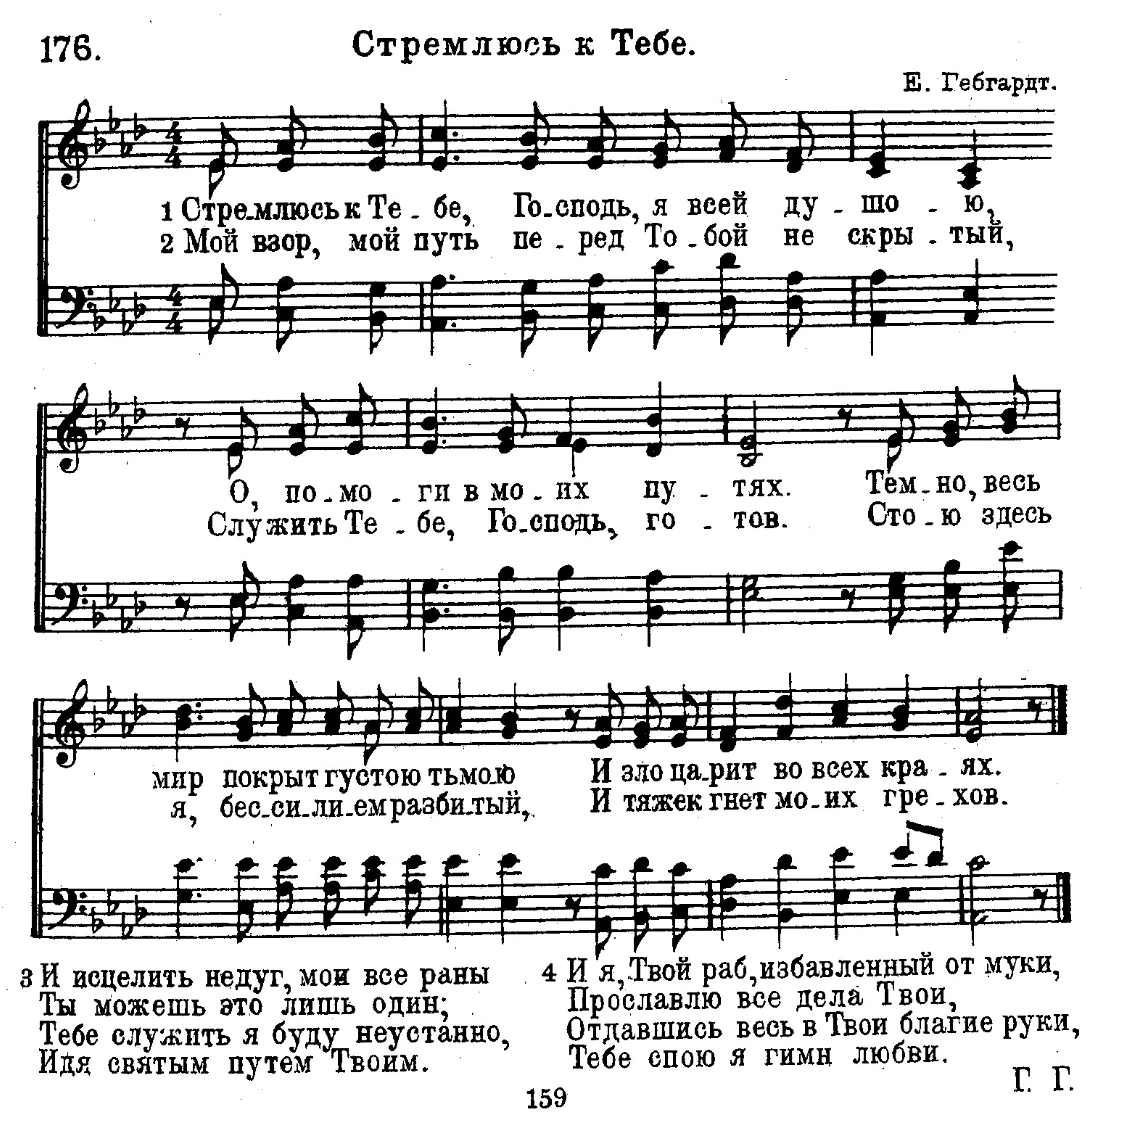 176.
Стремлюсь к Тебе.
Е. Гебгардт.
1 Стре-млюсь к Те - бе, Го-сподь, я всей ду - шо - ю,
2 Мой взор, мой путь пе - ред То - бой не скры - тый,
О, по-мо - ги в мо - их пу - тях. Тем-но, весь
Служить Те - бе, Го-сподь, го - тов. Сто-ю здесь
мир покрыт густою тьмою И зло ца-рит во всех кра - ях.
я, бес-си-ли-ем разби-тый, И тяжек гнет мо-их гре-хов.
3 И исцелить недуг, мои все раны
Ты можешь это лишь один;
Тебе служить я буду неустанно,
Идя святым путем Твоим.
4 И я, Твой раб, избавленный от муки,
Прославлю все дела Твои,
Отдавшись весь в Твои благие руки,
Тебе спою я гимн любви.
Г. Г.
159